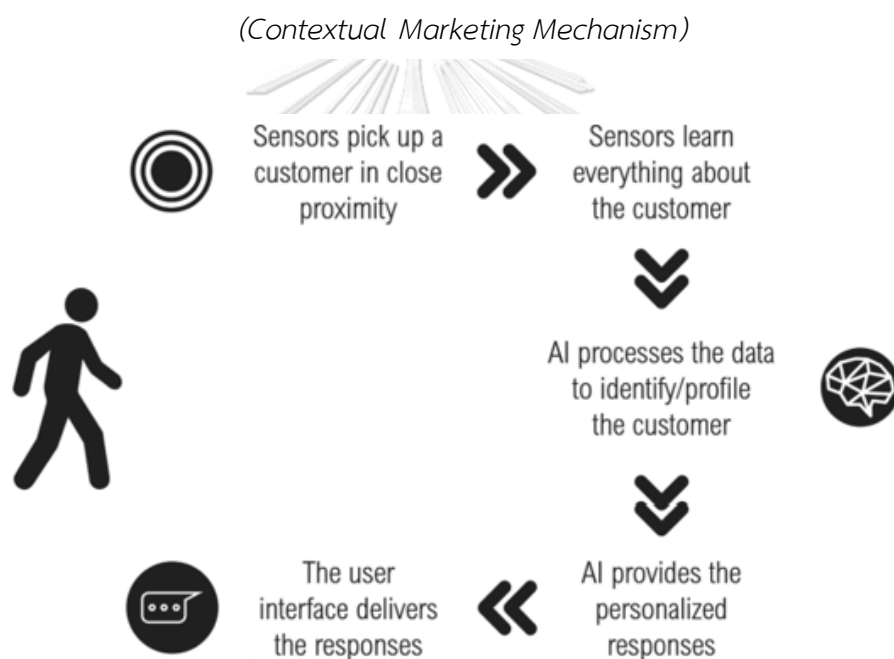 (Contextual Marketing Mechanism)
Sensors pick up a
customer in close
proximity
Sensors learn
everything about
the customer
AI processes the data
to identify/profile
the customer
AI provides the
personalized
responses
The user
interface delivers
the responses